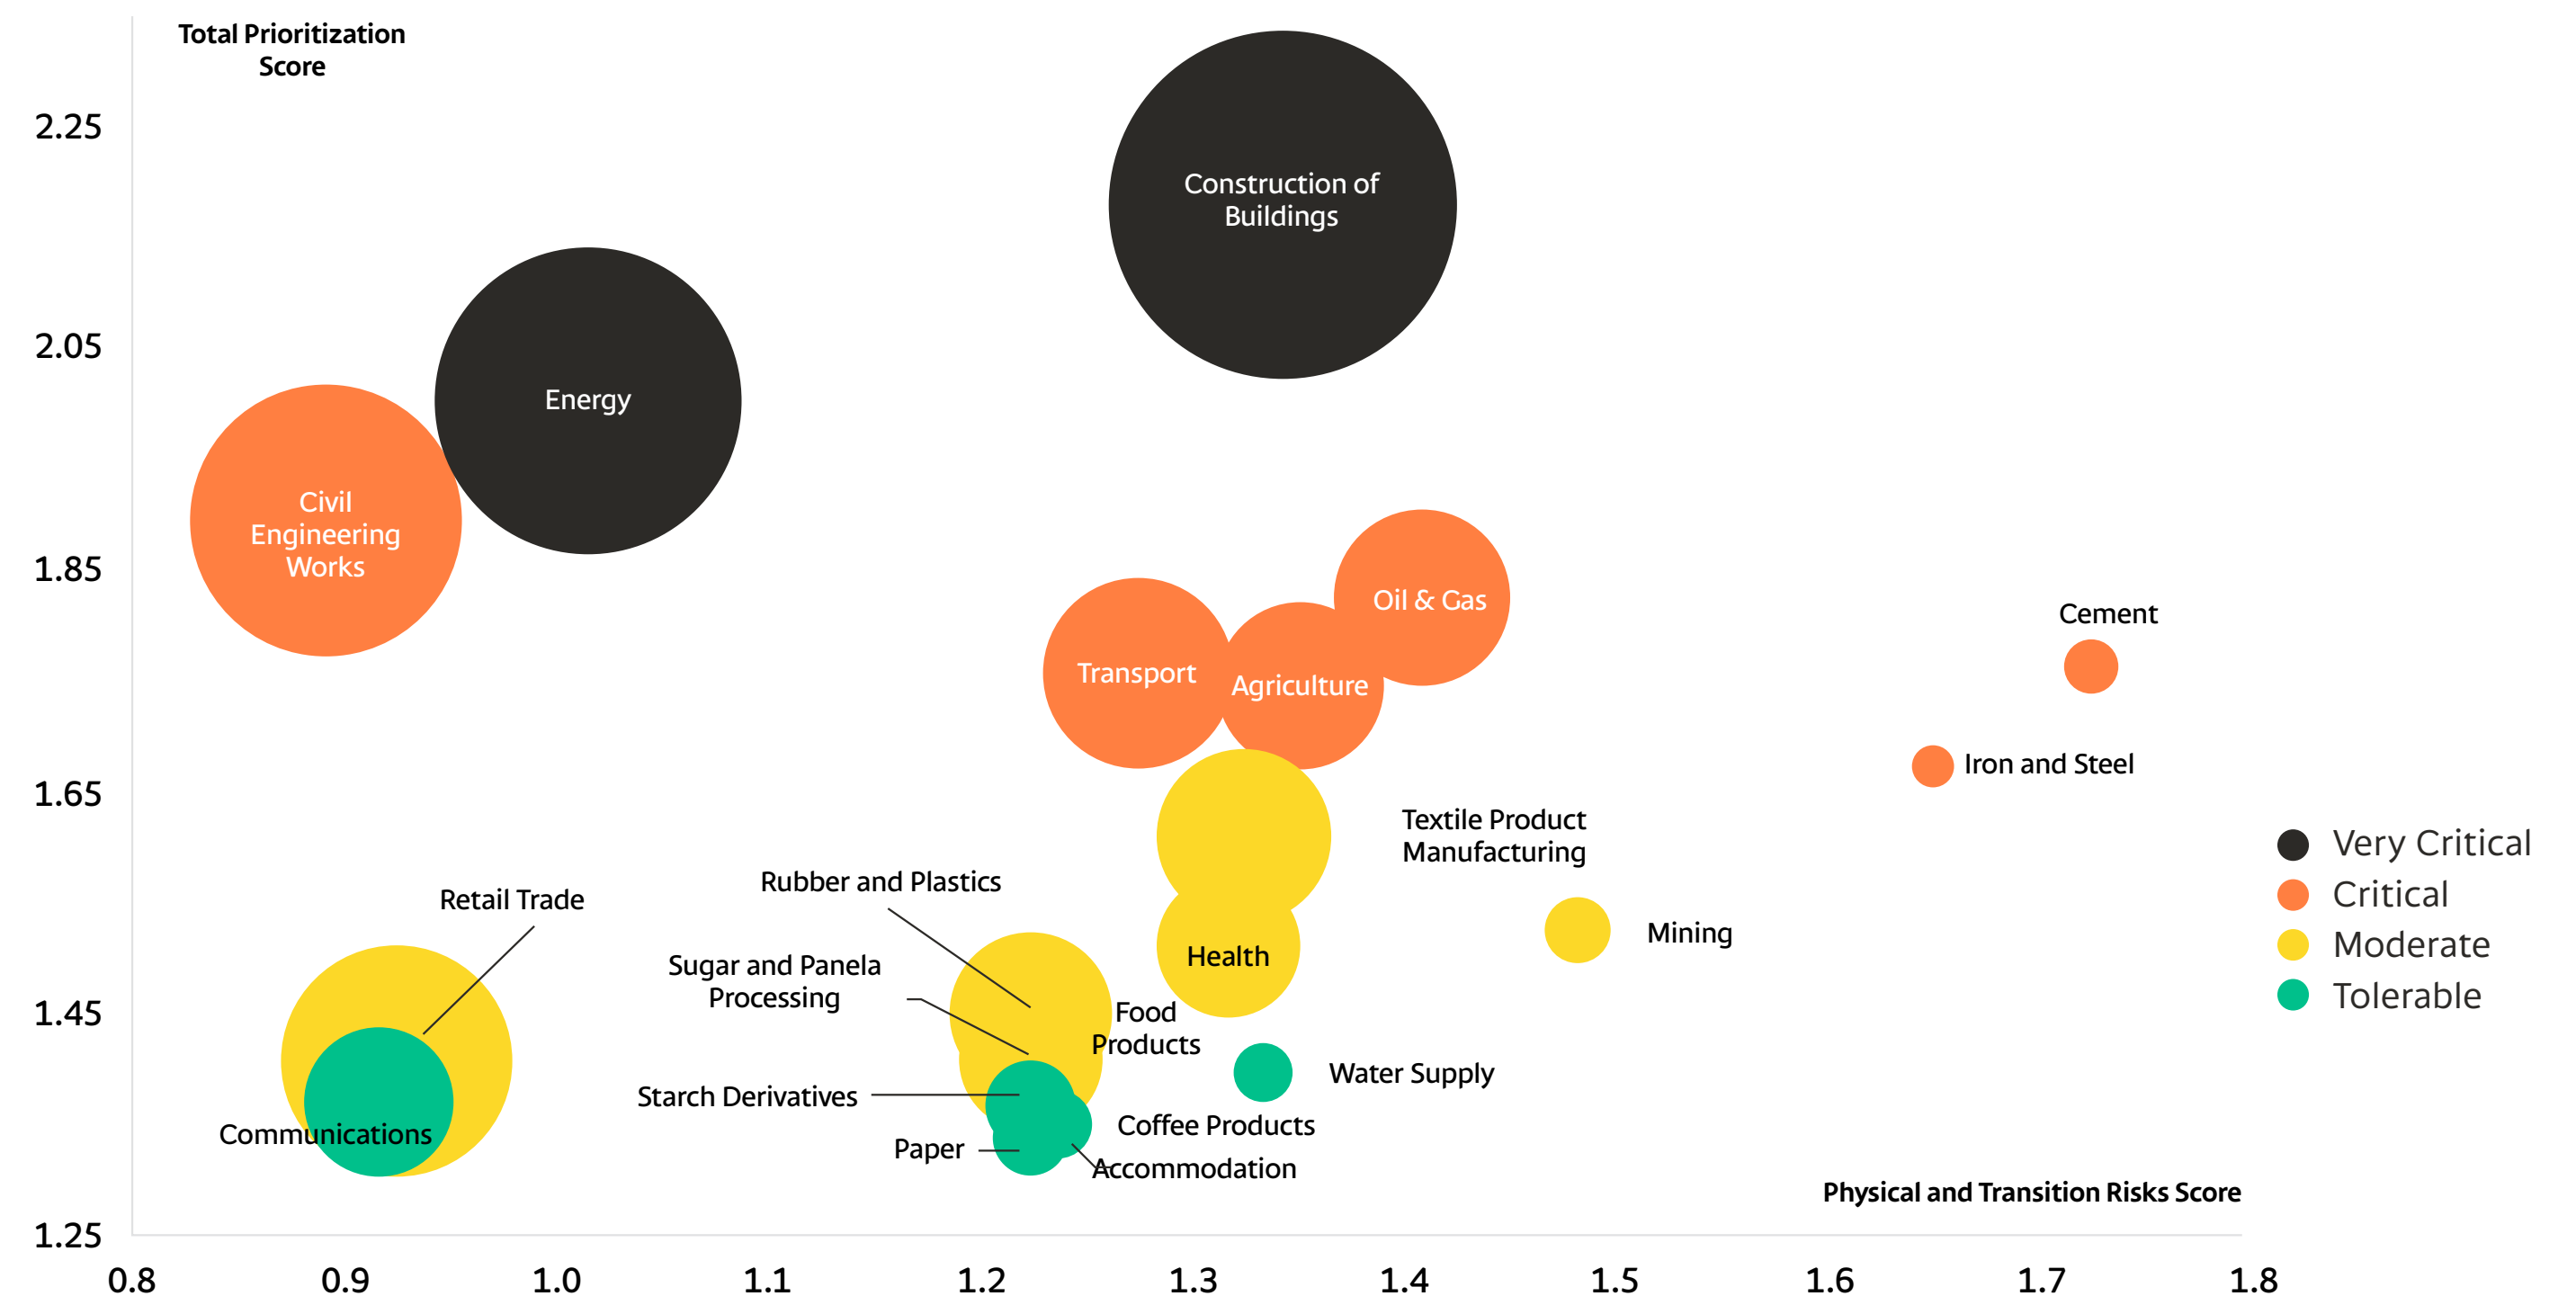 Total Prioritization
Score
2.25
2.05
1.85
1.65
1.45
1.25
Construction of
Buildings
Energy
Civil
Engineering
Works
Oil & Gas
Transport
Agriculture
Cement
Iron and Steel
Textile Product
Manufacturing
Rubber and Plastics
Retail Trade
Mining
Health
Sugar and Panela
Processing
Food
Products
Water Supply
Starch Derivatives
Coffee Products
Communications
Paper
Accommodation
Physical and Transition Risks Score
0.8 0.9 1.0 1.1 1.2 1.3 1.4 1.5 1.6 1.7 1.8
Very Critical
Critical
Moderate
Tolerable